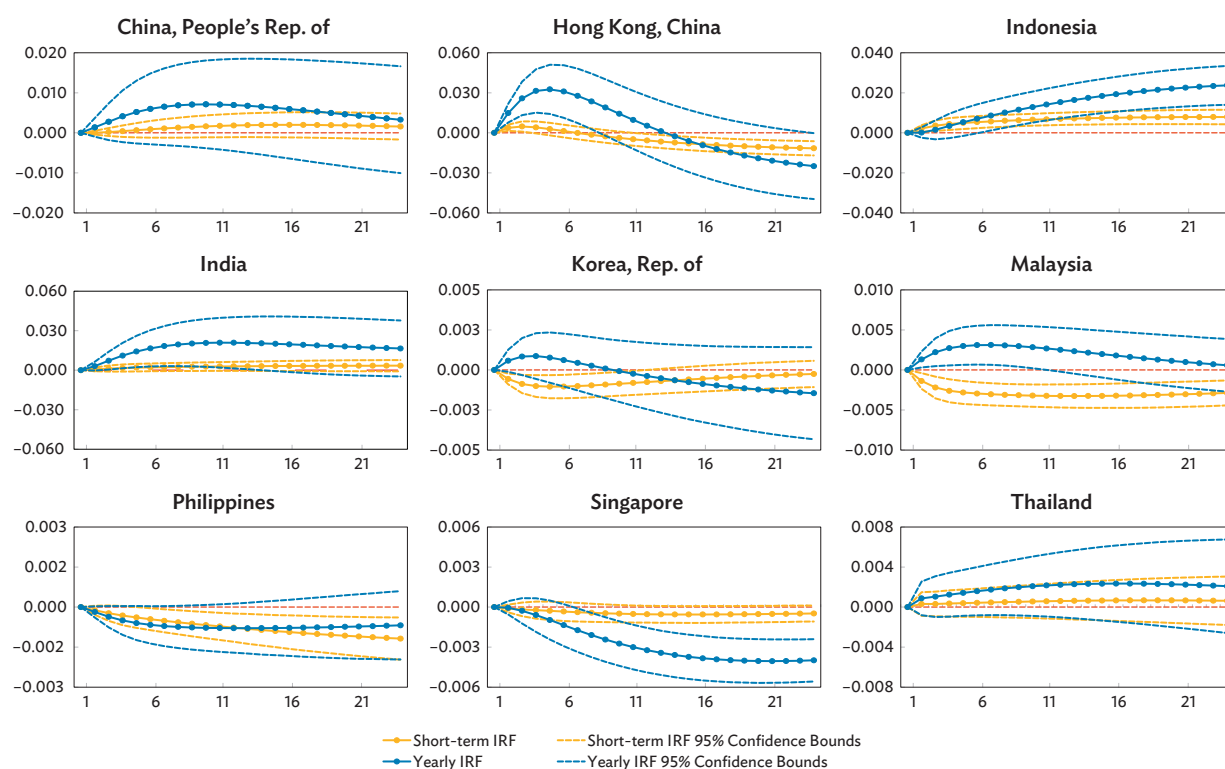 China, People's Rep. of
0.020
0.010
0.000
−0.010
−0.020
1 6 11 16 21
Hong Kong, China
0.060
0.030
0.000
−0.030
−0.060
1 6 11 16 21
Indonesia
0.040
0.020
0.000
−0.020
−0.040
1 6 11 16 21
India
0.060
0.030
0.000
−0.030
−0.060
1 6 11 16 21
Korea, Rep. of
0.005
0.003
0.000
−0.003
−0.005
1 6 11 16 21
Malaysia
0.010
0.005
0.000
−0.005
−0.010
1 6 11 16 21
Philippines
0.003
0.002
0.000
−0.002
−0.003
1 6 11 16 21
Singapore
0.006
0.003
0.000
−0.003
−0.006
1 6 11 16 21
Thailand
0.008
0.004
0.000
−0.004
−0.008
1 6 11 16 21
Short-term IRF Short-term IRF 95% Confidence Bounds
Yearly IRF Yearly IRF 95% Confidence Bounds